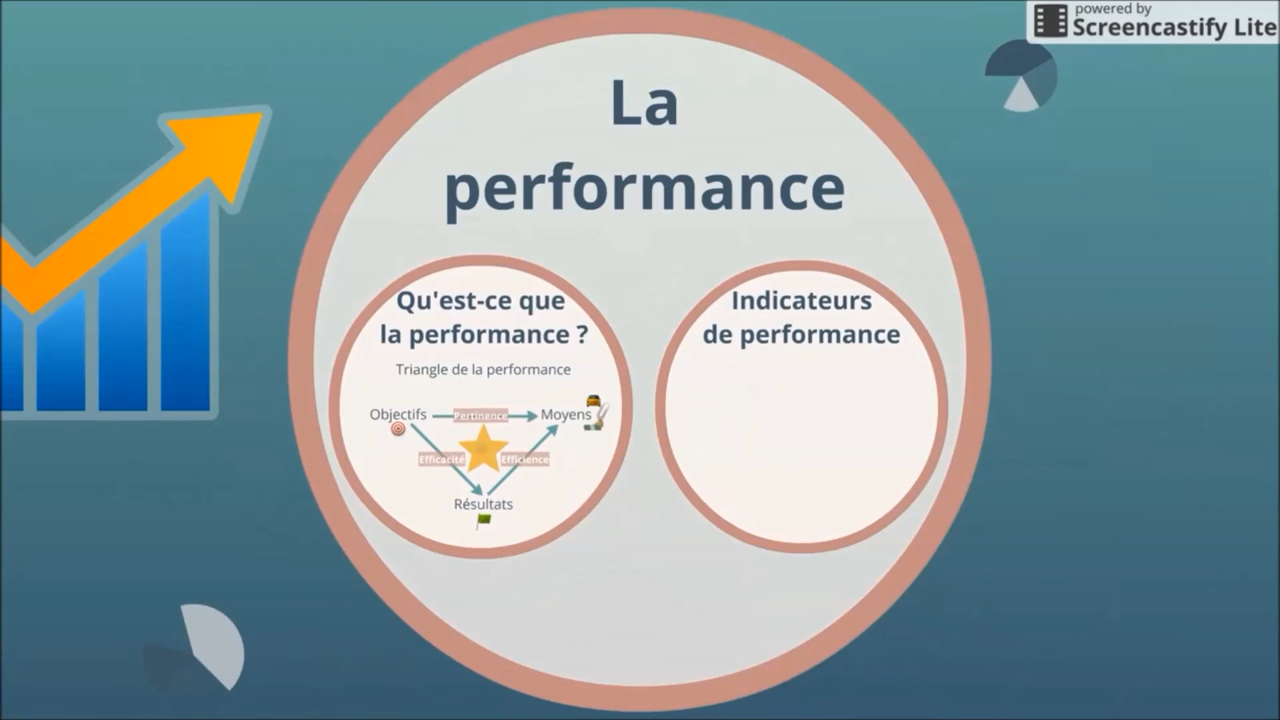 powered by
Screencastify Lite
La
performance
Qu'est-ce que
la performance ?
Triangle de la performance
Objectifs
Pertinence
Moyens
Efficacité
Efficience
Résultats
Indicateurs
de performance